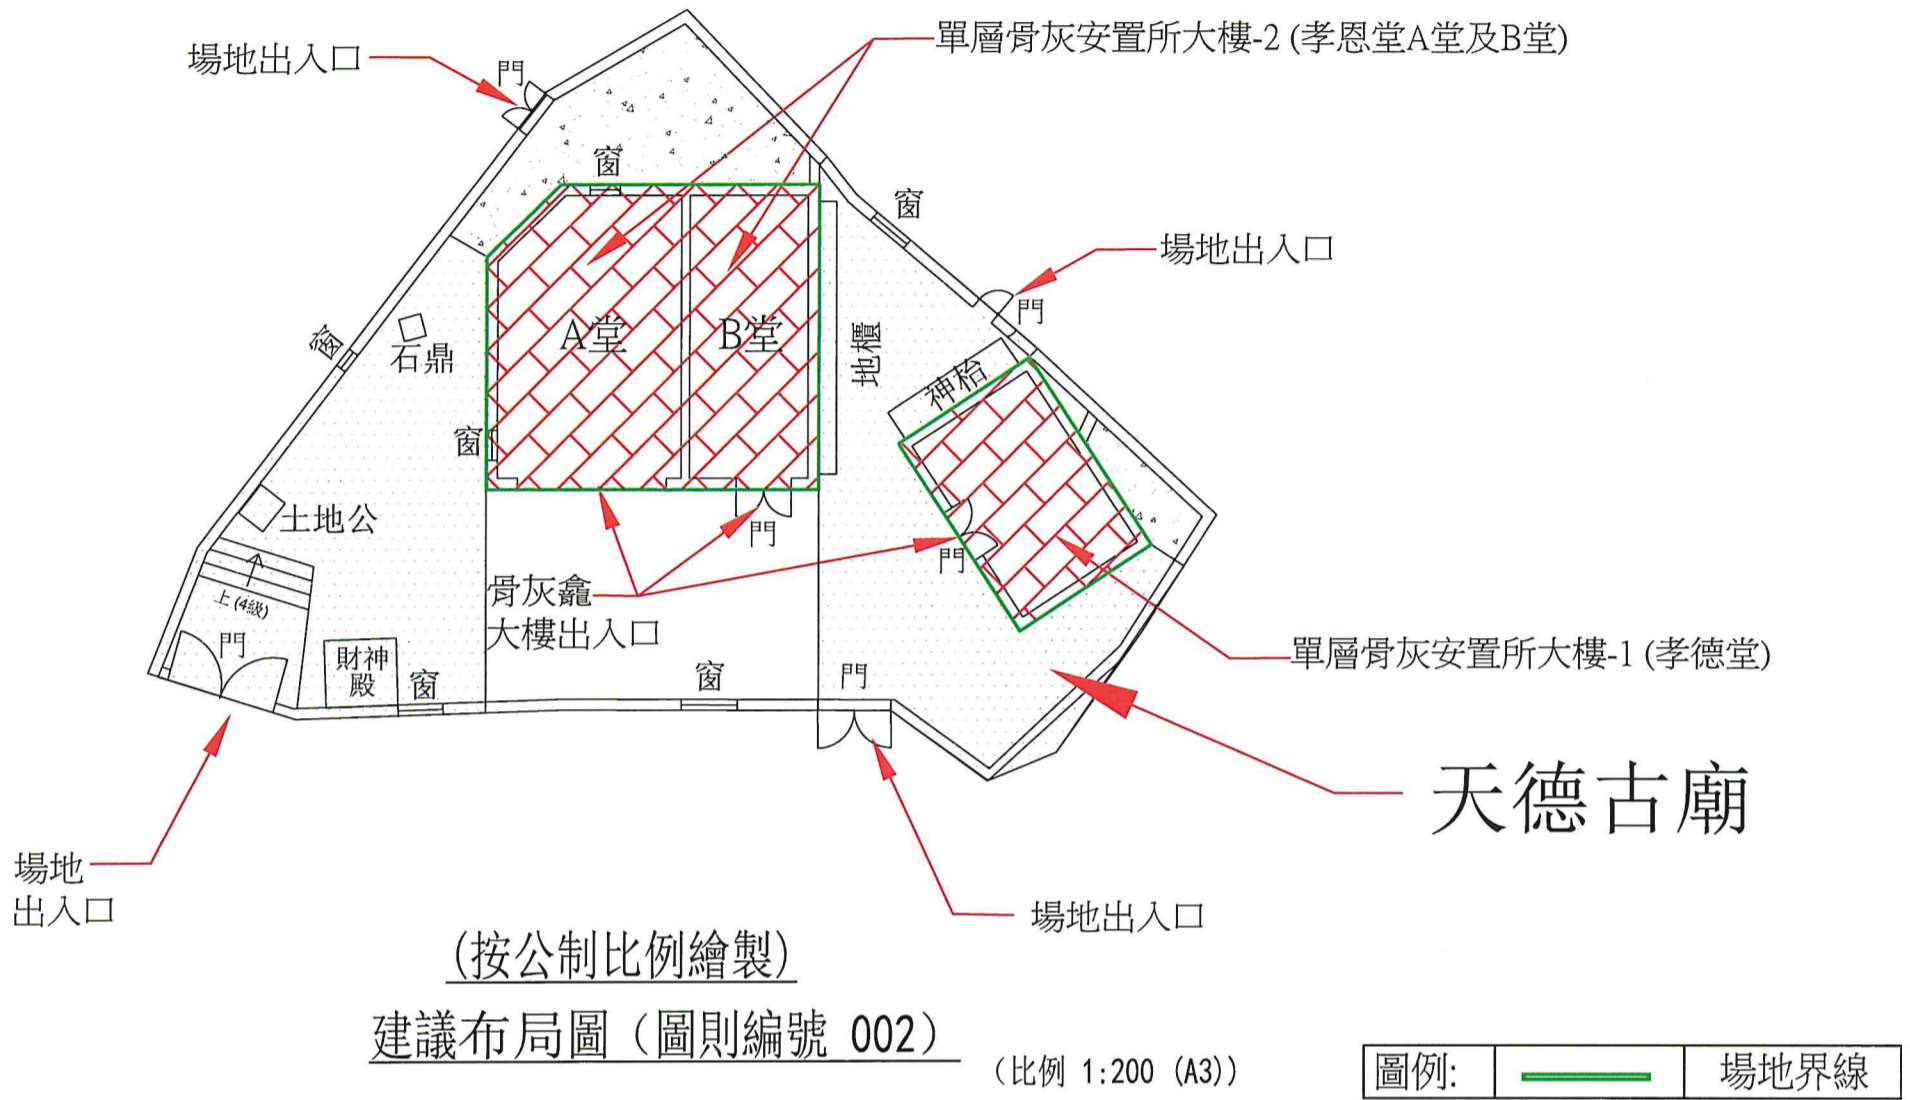 單層骨灰安置所大樓-2 (孝恩堂A堂及B堂)
場地出入口
門
窗
窗
場地出入口
門
窗
石鼎
A堂
B堂
地櫃
神枱
窗
土地公
門
門
上 (4級)
骨灰龕
大樓出入口
門
財神
殿
窗
窗
門
單層骨灰安置所大樓-1 (孝德堂)
天德古廟
場地
出入口
場地出入口
(按公制比例繪製)
建議布局圖（圖則編號 002）
（比例 1:200 (A3)）
圖例:
場地界線